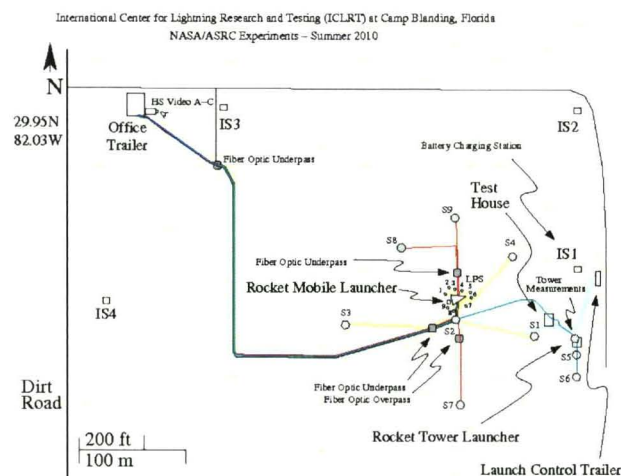 International Center for Lightning Research and Testing (ICLRT) at Camp Blanding, Florida
NASA/ASRC Experiments – Summer 2010
N
29.95N
82.03W
HS Video A–C
Office
Trailer
IS3
IS2
Fiber Optic Underpass
Battery Charging Station
Test
House
S9
S8
S4
Fiber Optic Underpass
LPS
IS1
Rocket Mobile Launcher
Tower
Measurements
IS4
S3
S2
S1
S5
S6
Fiber Optic Underpass
Fiber Optic Overpass
S7
Dirt
Road
Rocket Tower Launcher
200 ft
100 m
Launch Control Trailer